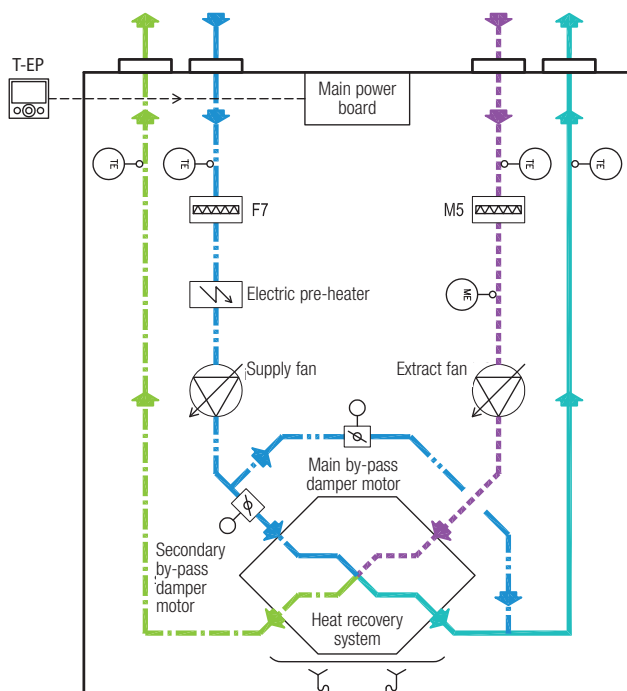 T-EP
Main power
board
TE
TE
TE
TE
F7
M5
Electric pre-heater
ME
Supply fan
Extract fan
Main by-pass
damper motor
Secondary
by-pass
damper
motor
Heat recovery
system